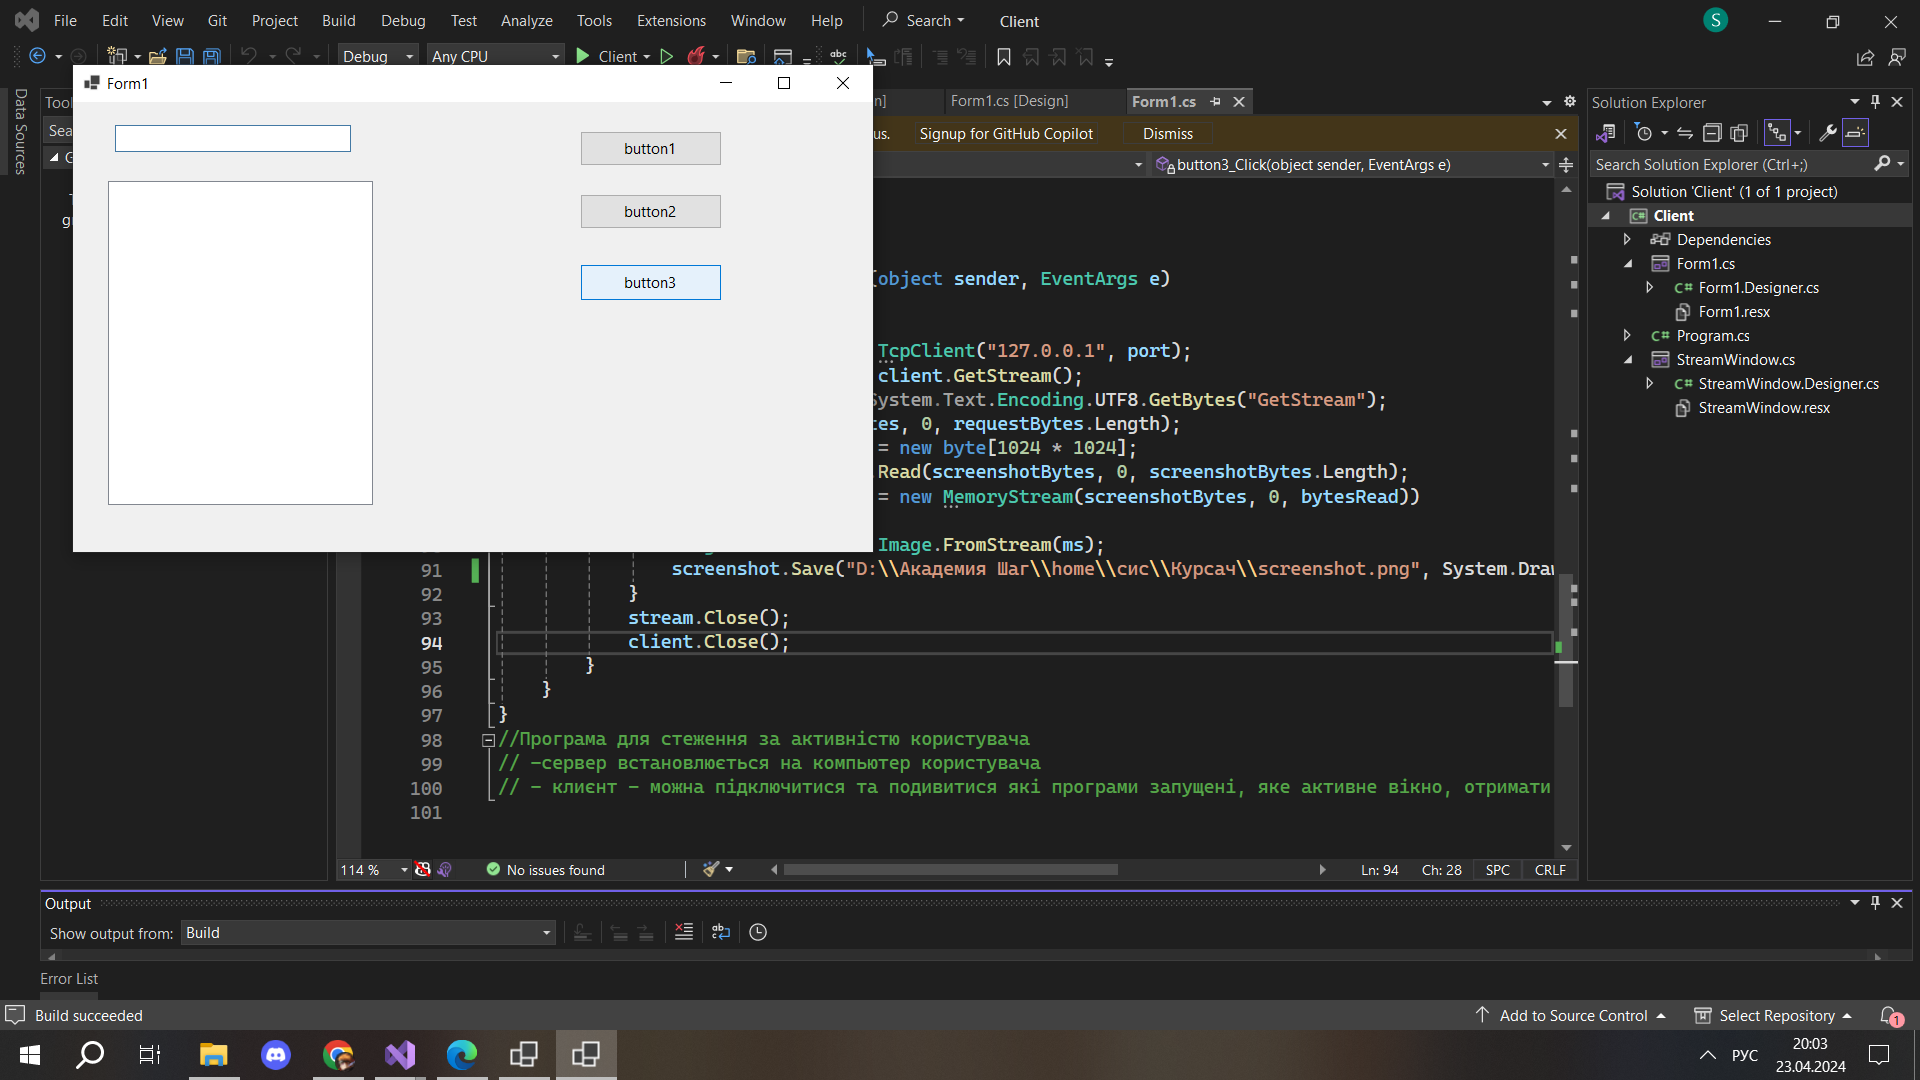 File Edit View Git Project Build Debug Test Analyze Tools Extensions Window Help Search Client S
Debug Any CPU Client
Form1
button1
button2
button3
Data Sources
Form1.cs [Design] Form1.cs
us. Signup for GitHub Copilot Dismiss
button3_Click(object sender, EventArgs e)
(object sender, EventArgs e)
TcpClient("127.0.0.1", port);
client.GetStream();
System.Text.Encoding.UTF8.GetBytes("GetStream");
tes, 0, requestBytes.Length);
= new byte[1024 * 1024];
.Read(screenshotBytes, 0, screenshotBytes.Length);
= new MemoryStream(screenshotBytes, 0, bytesRead))
Image.FromStream(ms);
91 screenshot.Save("D:\\Академия Шаг\\home\\сис\\Курсач\\screenshot.png", System.Draw
92 }
93 stream.Close();
94 client.Close();
95 }
96 }
97 }
98 //Програма для стеження за активністю користувача
99 // -сервер встановлюється на компьютер користувача
100 // - клиєнт - можна підключитися та подивитися які програми запущені, яке активне вікно, отримати
101
114 % No issues found Ln: 94 Ch: 28 SPC CRLF
Solution Explorer
Search Solution Explorer (Ctrl+;)
Solution 'Client' (1 of 1 project)
Client
Dependencies
Form1.cs
Form1.Designer.cs
Form1.resx
Program.cs
StreamWindow.cs
StreamWindow.Designer.cs
StreamWindow.resx
Output
Show output from: Build
Error List
Build succeeded Add to Source Control Select Repository 1
РУС 20:03
23.04.2024